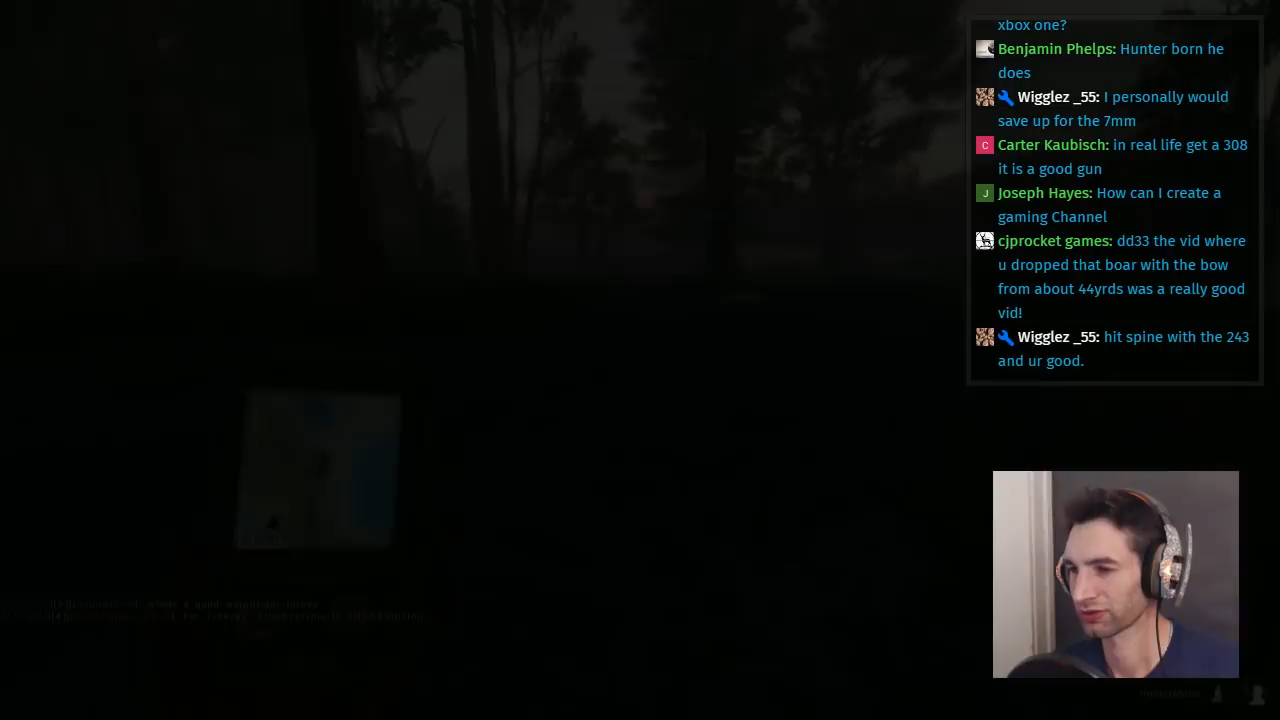 xbox one?
Benjamin Phelps: Hunter born he
does
Wigglez _55: I personally would
save up for the 7mm
C Carter Kaubisch: in real life get a 308
it is a good gun
J Joseph Hayes: How can I create a
gaming Channel
cjprocket games: dd33 the vid where
u dropped that boar with the bow
from about 44yrds was a really good
vid!
Wigglez _55: hit spine with the 243
and ur good.